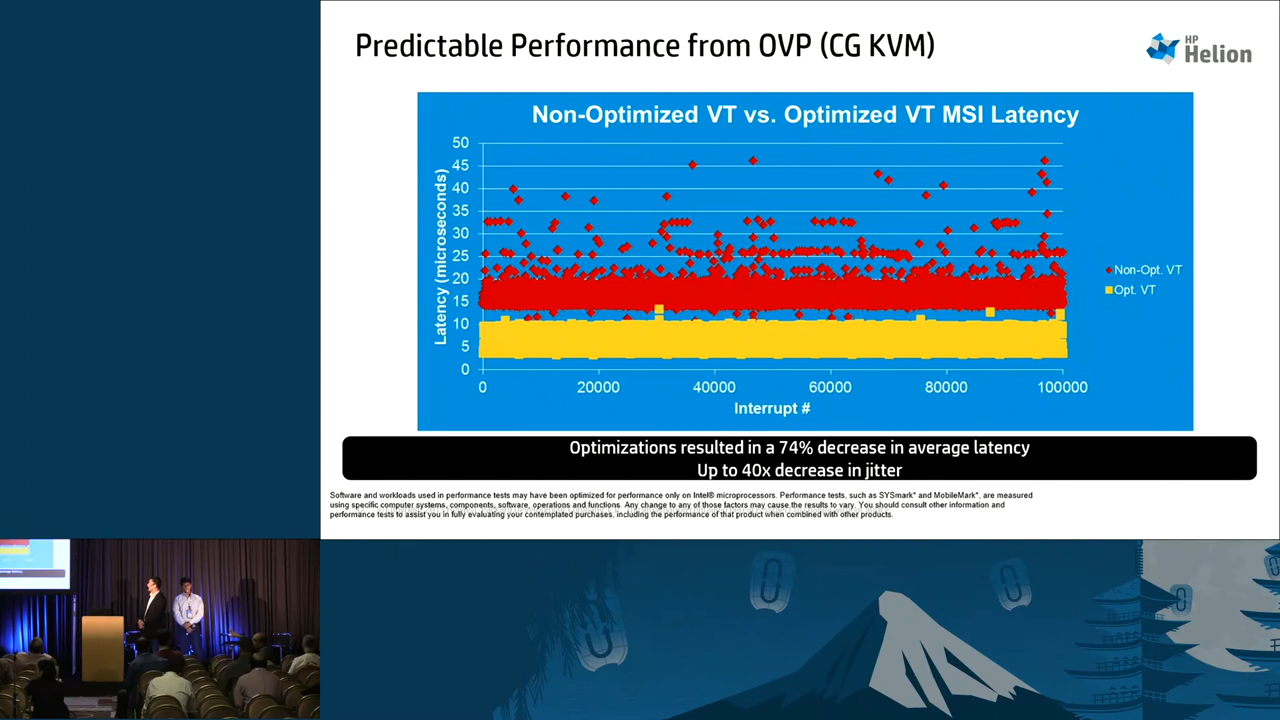 Predictable Performance from OVP (CG KVM)
HP
Helion
Non-Optimized VT vs. Optimized VT MSI Latency
Latency (microseconds)
50
45
40
35
30
25
20
15
10
5
0
0 20000 40000 60000 80000 100000
Interrupt #
Non-Opt. VT
Opt. VT
Optimizations resulted in a 74% decrease in average latency
Up to 40x decrease in jitter
Software and workloads used in performance tests may have been optimized for performance only on Intel® microprocessors. Performance tests, such as SYSmark* and MobileMark*, are measured
using specific computer systems, components, software, operations and functions. Any change to any of those factors may cause the results to vary. You should consult other information and
performance tests to assist you in fully evaluating your contemplated purchases, including the performance of that product when combined with other products.